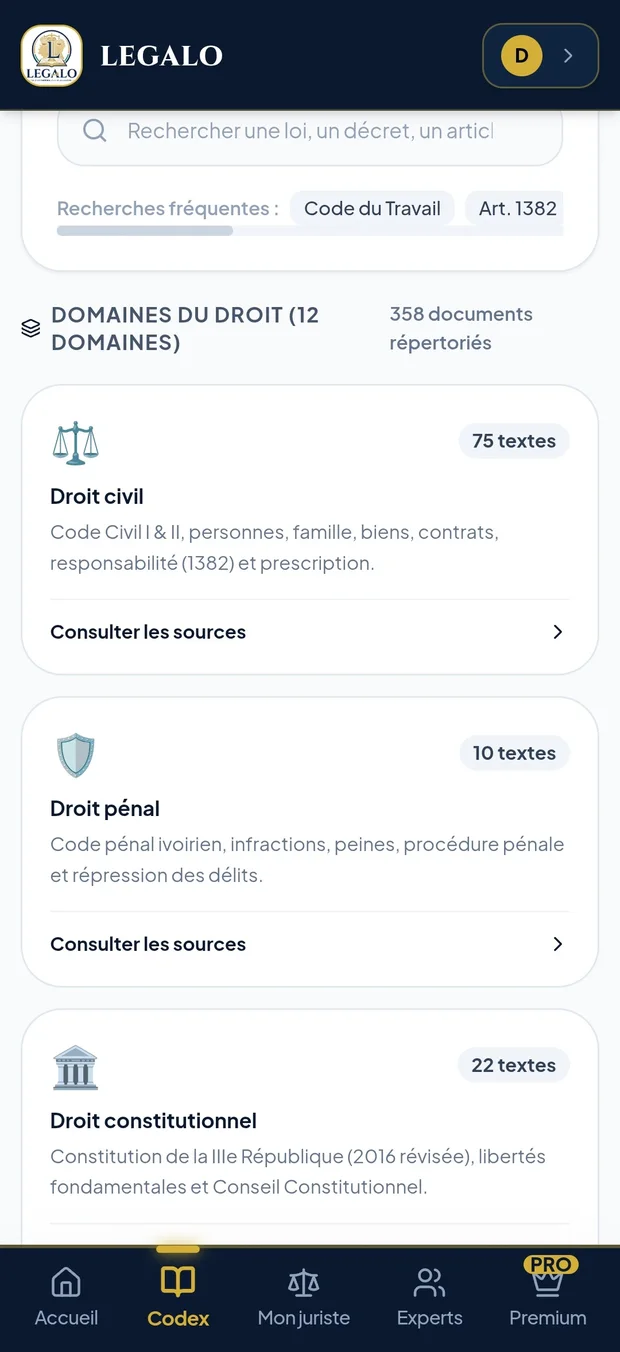 L
LEGALO
LEGALO
D
Rechercher une loi, un décret, un articl
Recherches fréquentes :
Code du Travail
Art. 1382
DOMAINES DU DROIT (12
DOMAINES)
358 documents
répertoriés
75 textes
Droit civil
Code Civil I & II, personnes, famille, biens, contrats,
responsabilité (1382) et prescription.
Consulter les sources
10 textes
Droit pénal
Code pénal ivoirien, infractions, peines, procédure pénale
et répression des délits.
Consulter les sources
22 textes
Droit constitutionnel
Constitution de la IIIe République (2016 révisée), libertés
fondamentales et Conseil Constitutionnel.
PRO
Accueil
Codex
Mon juriste
Experts
Premium